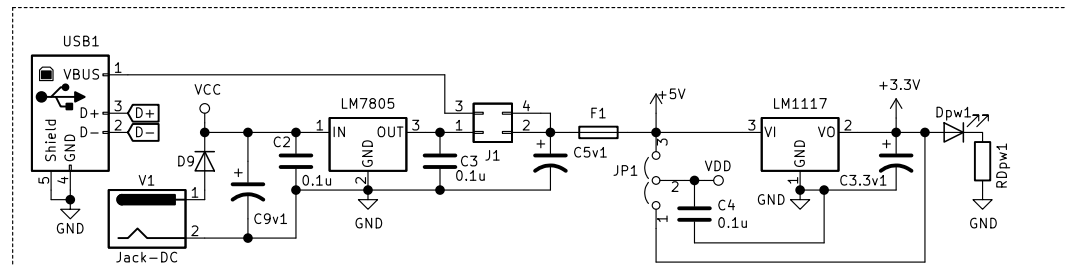 USB1
VBUS 1
D+ 3 D+
D- 2 D-
Shield
GND
5
4
GND
VCC
D9
V1
1
2
Jack-DC
+
C9v1
C2
0.1u
LM7805
1 IN OUT 3
GND
2
GND
C3
0.1u
3 4
1 2
J1
+
C5v1
F1
+5V
3
JP1
2
1
VDD
C4
0.1u
LM1117
3 VI VO 2
GND
1
GND
+3.3V
+
C3.3v1
Dpw1
RDpw1
GND